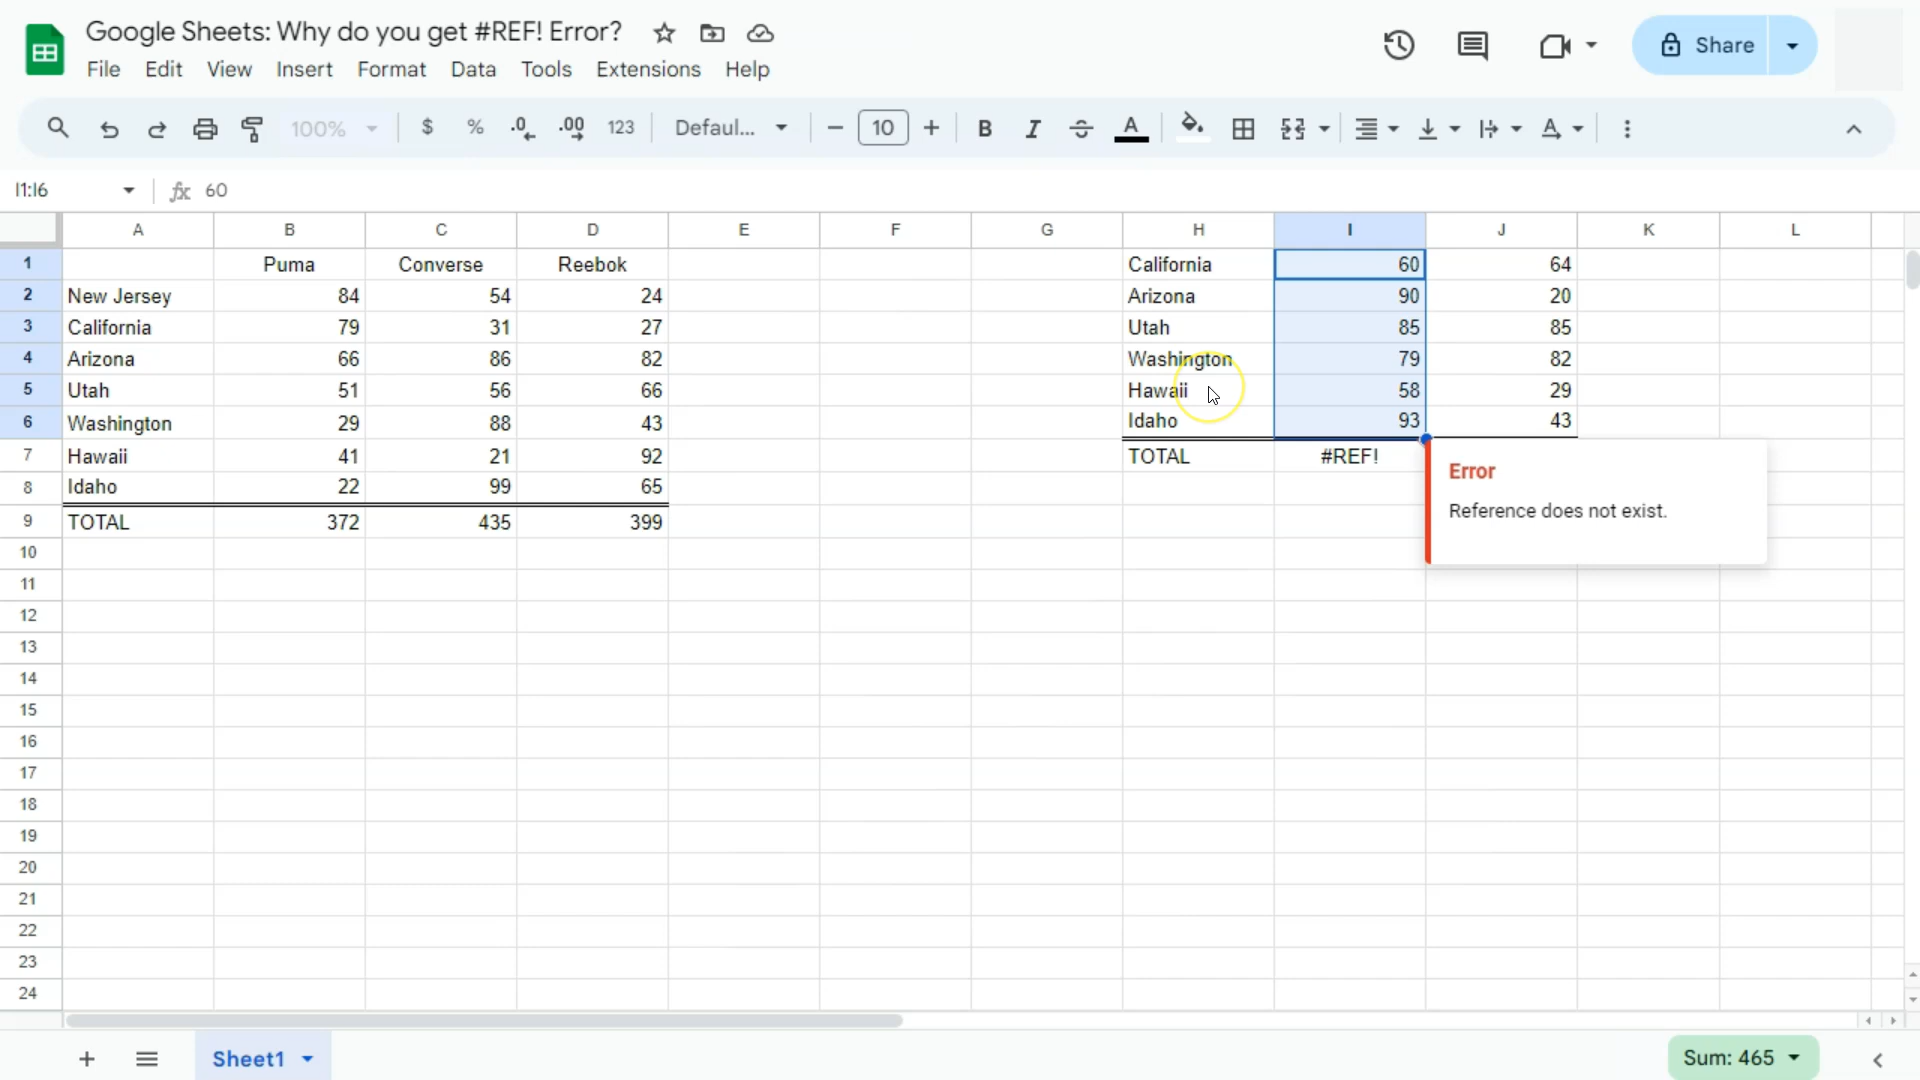 Google Sheets: Why do you get #REF! Error?
File Edit View Insert Format Data Tools Extensions Help
Share
100% $ % .0 .00 123 Defaul... 10 B I A A
I1:I6 fx 60
A B C D E F G H I J K L
1 Puma Converse Reebok California 60 64
2 New Jersey 84 54 24 Arizona 90 20
3 California 79 31 27 Utah 85 85
4 Arizona 66 86 82 Washington 79 82
5 Utah 51 56 66 Hawaii 58 29
6 Washington 29 88 43 Idaho 93 43
7 Hawaii 41 21 92 TOTAL #REF!
Error
8 Idaho 22 99 65
Reference does not exist.
9 TOTAL 372 435 399
10
11
12
13
14
15
16
17
18
19
20
21
22
23
24
Sheet1 Sum: 465